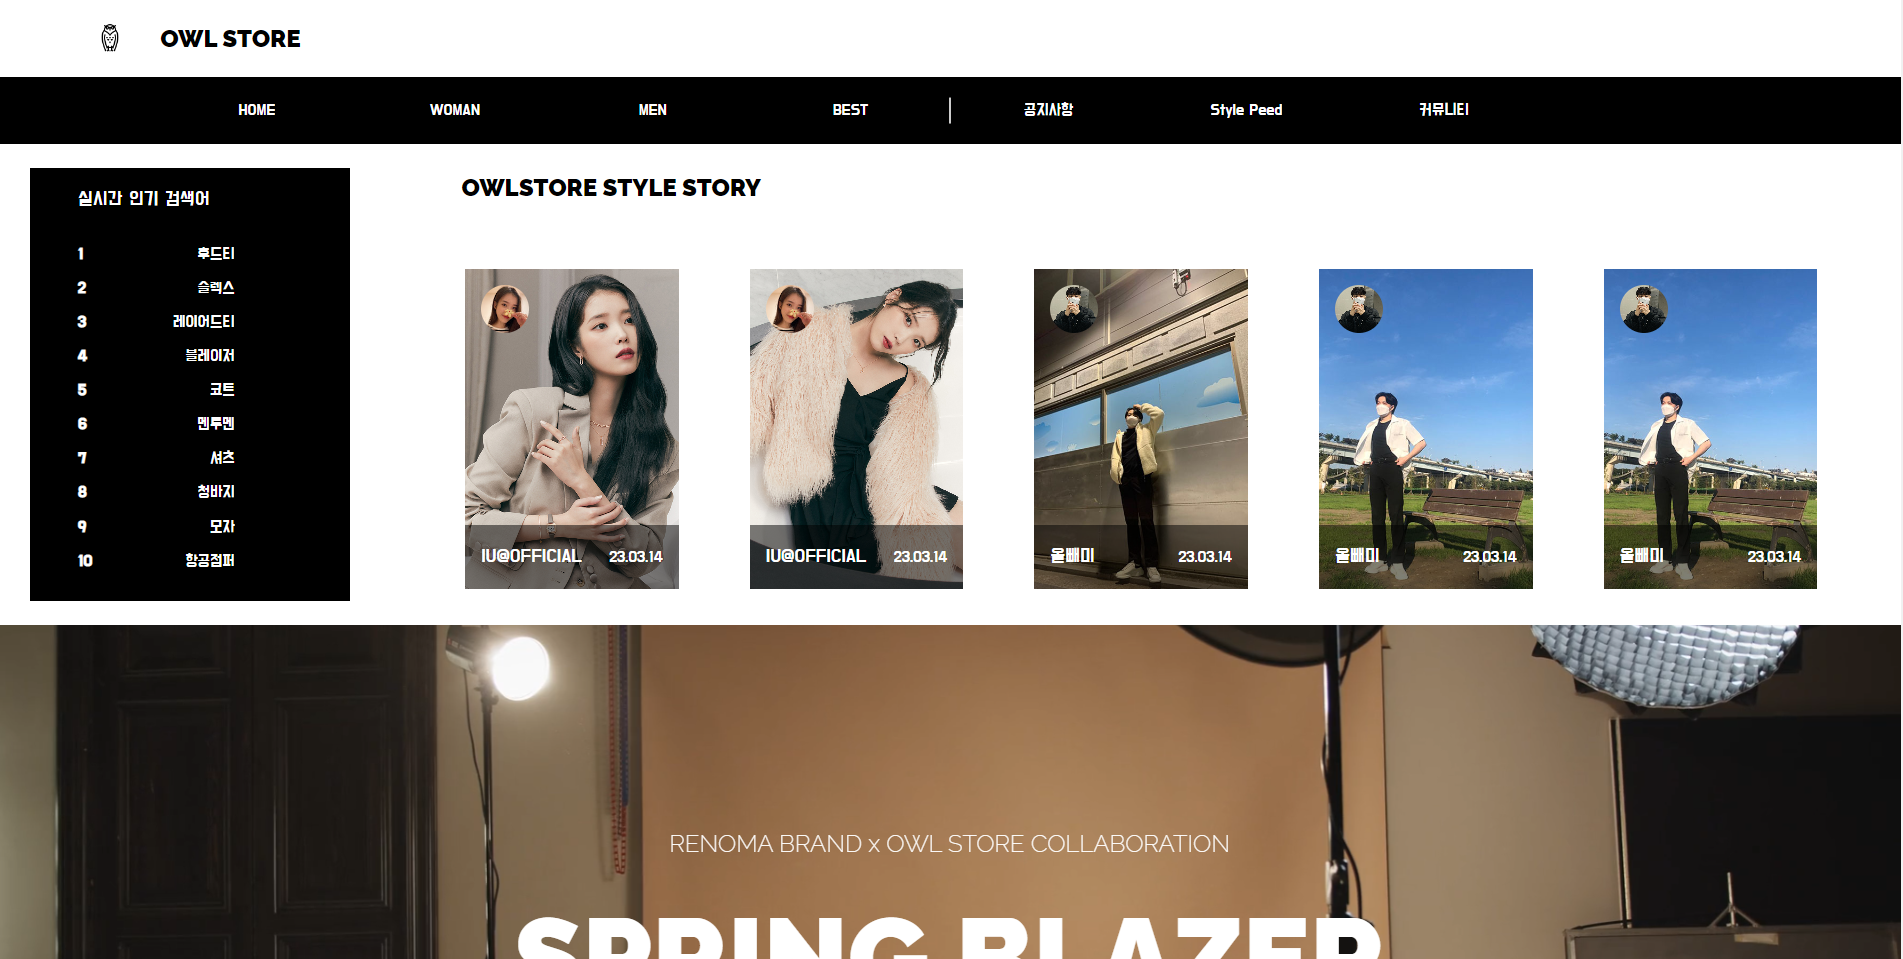 OWL STORE
HOME WOMAN MEN BEST 공지사항 Style Peed 커뮤니티
실시간 인기 검색어
1 후드티
2 슬렉스
3 레이어드티
4 블레이저
5 코트
6 멘투멘
7 셔츠
8 청바지
9 모자
10 항공점퍼
OWLSTORE STYLE STORY
IU@OFFICIAL 23.03.14
IU@OFFICIAL 23.03.14
올빼미 23.03.14
올빼미 23.03.14
올빼미 23.03.14
RENOMA BRAND x OWL STORE COLLABORATION
SPRING BLAZER